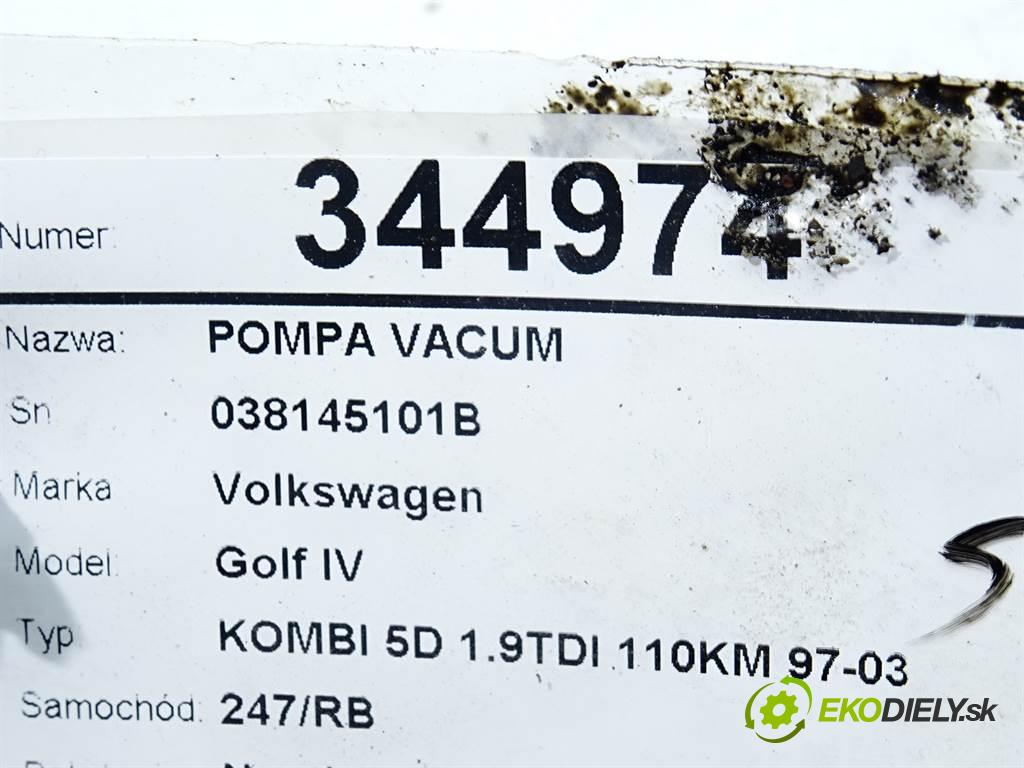 Numer: 344974
Nazwa: POMPA VACUM
Sn 038145101B
Marka Volkswagen
Model: Golf IV
Typ KOMBI 5D 1.9TDI 110KM 97-03
Samochód: 247/RB
EKODIELY.sk